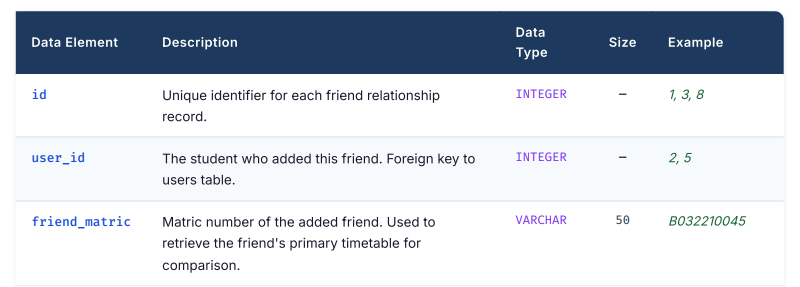 Data Element Description Data Type Size Example
id Unique identifier for each friend relationship record. INTEGER – 1, 3, 8
user_id The student who added this friend. Foreign key to users table. INTEGER – 2, 5
friend_matric Matric number of the added friend. Used to retrieve the friend's primary timetable for comparison. VARCHAR 50 B032210045